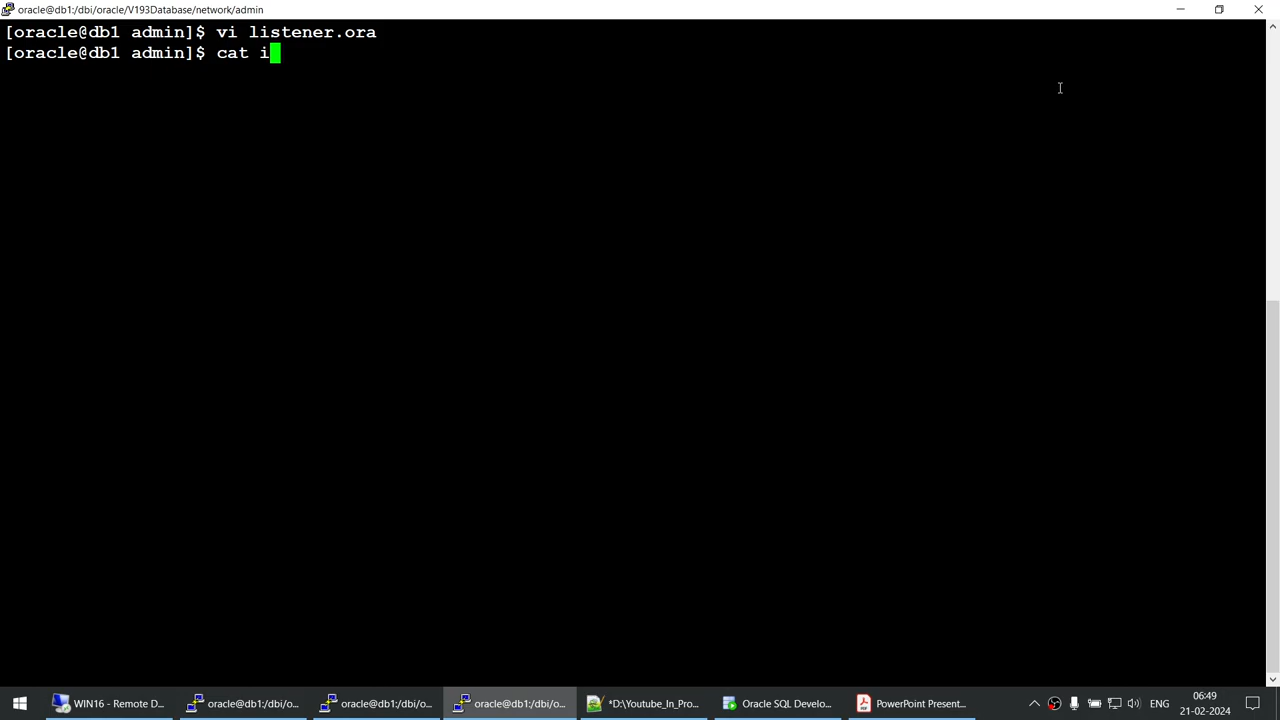 oracle@db1:/dbi/oracle/V193Database/network/admin
[oracle@db1 admin]$ vi listener.ora
[oracle@db1 admin]$ cat i
WIN16 - Remote D...
oracle@db1:/dbi/o...
oracle@db1:/dbi/o...
oracle@db1:/dbi/o...
*D:\Youtube_In_Pro...
Oracle SQL Develo...
PowerPoint Present...
ENG
06:49
21-02-2024